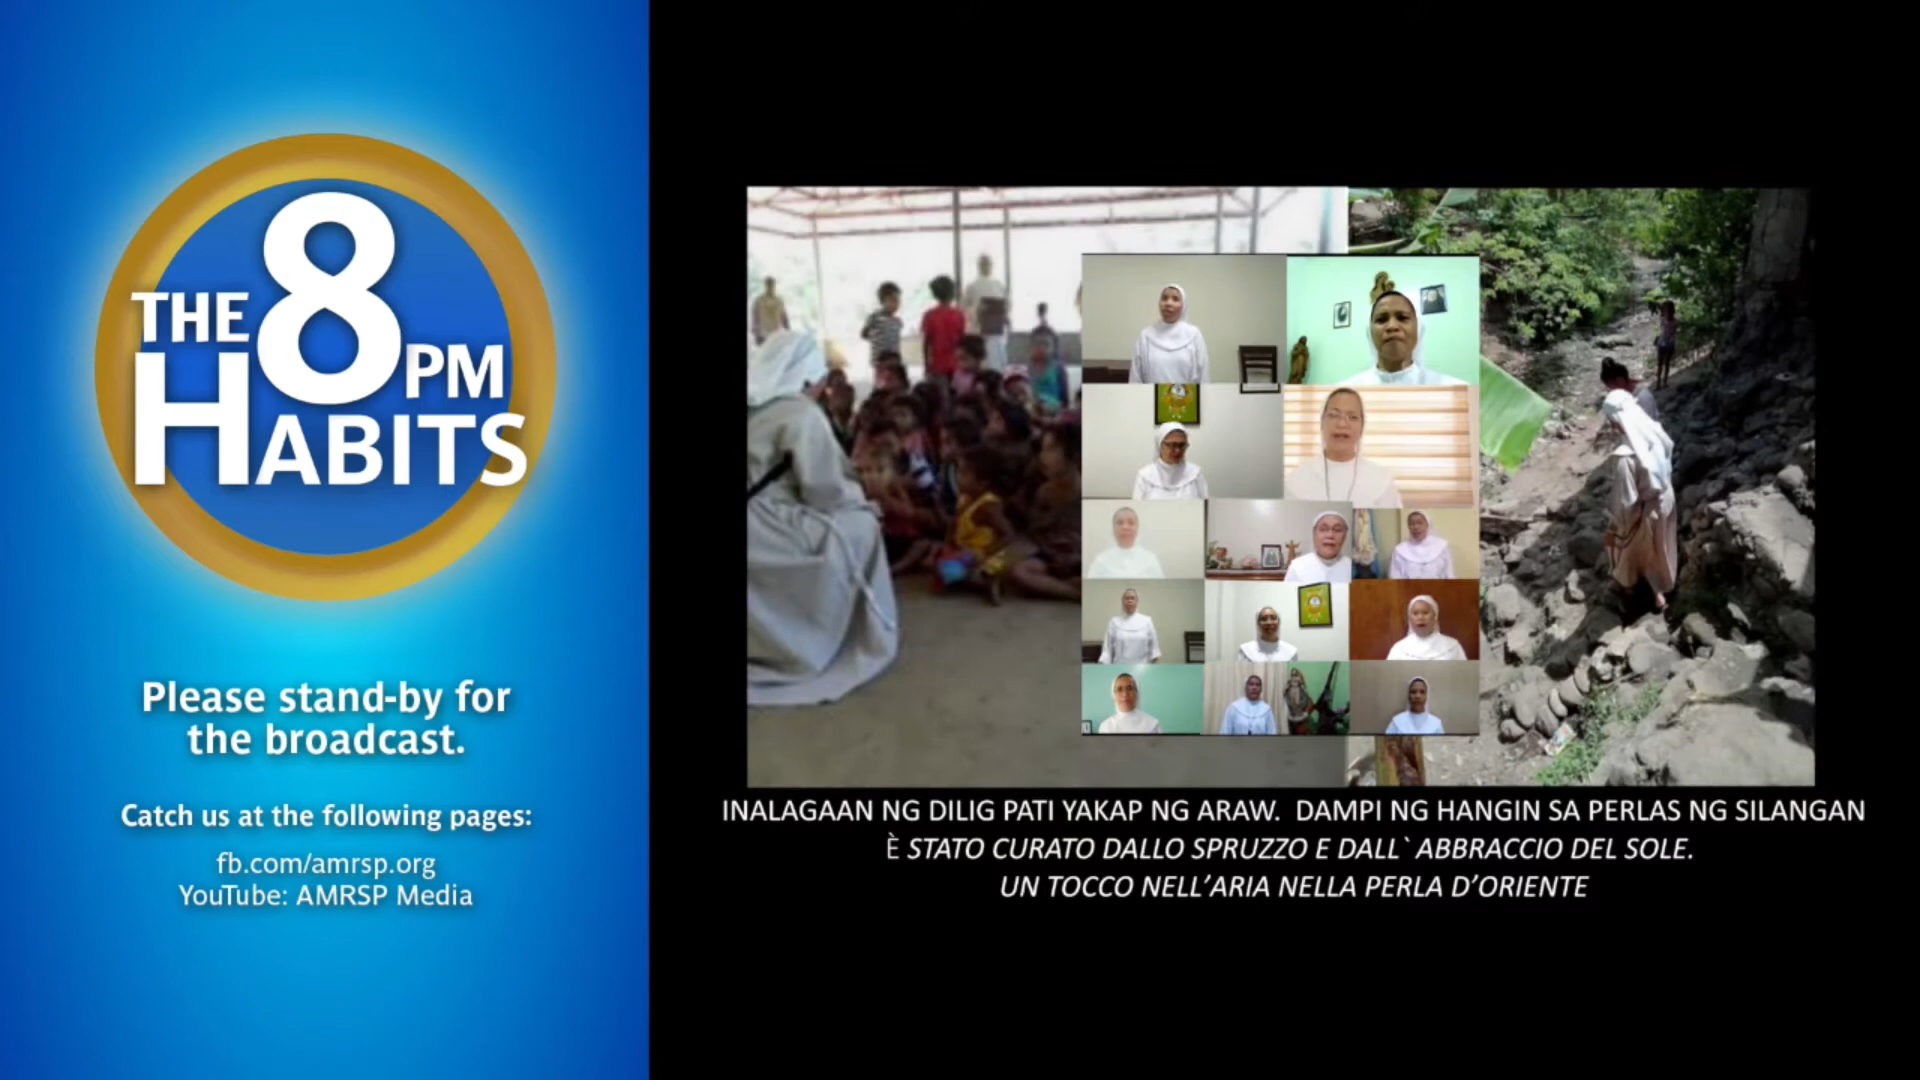 THE 8PM
HABITS
Please stand-by for
the broadcast.
Catch us at the following pages:
fb.com/amrsp.org
YouTube: AMRSP Media
INALAGAAN NG DILIG PATI YAKAP NG ARAW.  DAMPI NG HANGIN SA PERLAS NG SILANGAN
È STATO CURATO DALLO SPRUZZO E DALL` ABBRACCIO DEL SOLE.
UN TOCCO NELL’ARIA NELLA PERLA D’ORIENTE